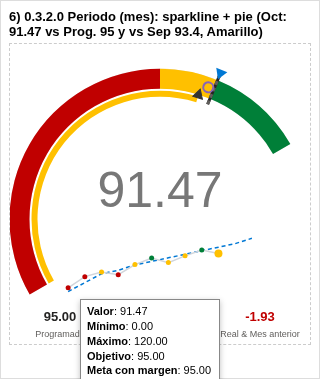 6) 0.3.2.0 Periodo (mes): sparkline + pie (Oct:
91.47 vs Prog. 95 y vs Sep 93.4, Amarillo)
91.47
95.00
-1.93
Programad
Real & Mes anterior
Valor: 91.47
Mínimo: 0.00
Máximo: 120.00
Objetivo: 95.00
Meta con margen: 95.00